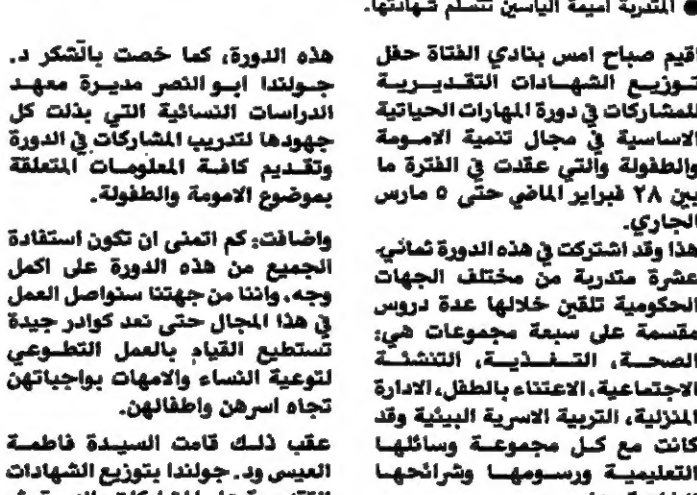 ● المتدربة اميمة الياسين تتسلم شهادتها.
اقيم صباح امس بنادي الفتاة حفل
توزيع الشهادات التقديرية
للمشاركات في دورة المهارات الحياتية
الاساسية في مجال تنمية الامومة
والطفولة والتي عقدت في الفترة ما
بين ٢٨ فبراير الماضي حتى ٥ مارس
الجاري.
هذا وقد اشتركت في هذه الدورة ثماني
عشرة متدربة من مختلف الجهات
الحكومية تلقين خلالها عدة دروس
مقسمة على سبعة مجموعات هي:
الصحة، التغذية، التنشئة
الاجتماعية، الاعتناء بالطفل، الادارة
المنزلية، التربية الاسرية البيئية وقد
كانت مع كل مجموعة وسائلها
التعليمية ورسومها وشرائحها
هذه الدورة، كما خصت بالشكر د.
جولندا ابو النصر مديرة معهد
الدراسات النسائية التي بذلت كل
جهودها لتدريب المشاركات في الدورة
وتقديم كافة المعلومات المتعلقة
بموضوع الامومة والطفولة.
واضافت: كم اتمنى ان تكون استفادة
الجميع من هذه الدورة على اكمل
وجه، واننا من جهتنا سنواصل العمل
في هذا المجال حتى نعد كوادر جيدة
تستطيع القيام بالعمل التطوعي
لتوعية النساء والامهات بواجباتهن
تجاه اسرهن واطفالهن.
عقب ذلك قامت السيدة فاطمة
العيس ود. جولندا بتوزيع الشهادات